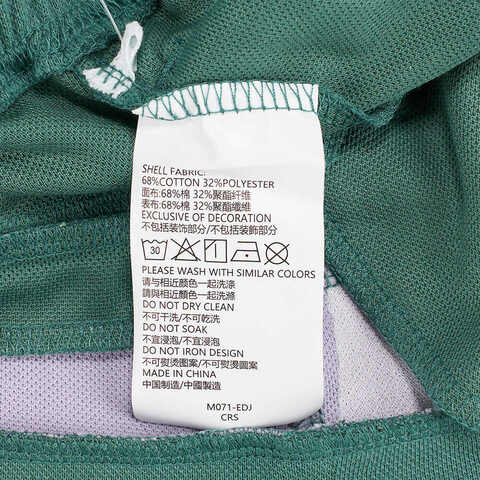 SHELL FABRIC:
68%COTTON 32%POLYESTER
面布:68%棉 32%聚酯纤维
表布:68%棉 32%聚酯纖維
EXCLUSIVE OF DECORATION
不包括装饰部分/不包括裝飾部分
30
PLEASE WASH WITH SIMILAR COLORS
请与相近颜色一起洗涤
請與相近顏色一起洗滌
DO NOT DRY CLEAN
不可干洗/不可乾洗
DO NOT SOAK
不宜浸泡/不宜浸泡
DO NOT IRON DESIGN
不可熨烫图案/不可熨燙圖案
MADE IN CHINA
中国制造/中國製造
M071-EDJ
CRS